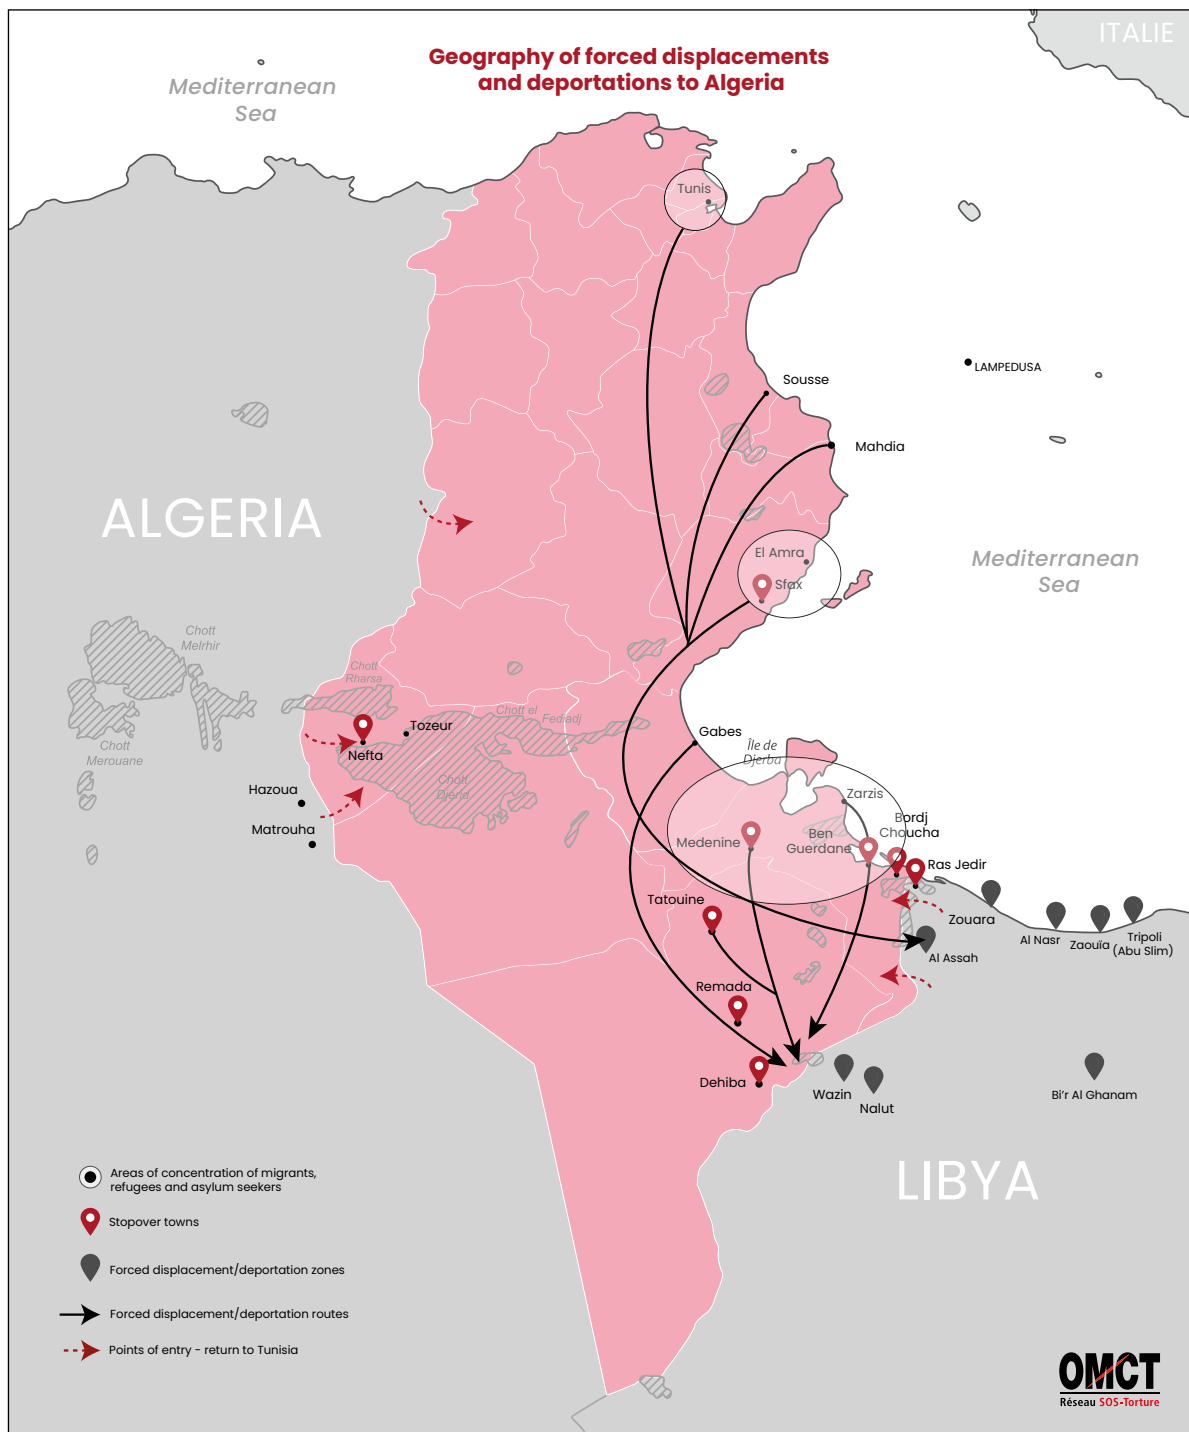 ITALIE
Geography of forced displacements
and deportations to Algeria
Mediterranean
Sea
Tunis
LAMPEDUSA
Sousse
Mahdia
ALGERIA
El Amra
Sfax
Mediterranean
Sea
Chott
Melrhir
Chott
Rharsa
Chott el
Fediadj
Tozeur
Nefta
Chott
Merouane
Chott
Djerid
Gabes
Île de
Djerba
Hazoua
Matrouha
Zarzis
Bordj
Choucha
Medenine
Ben
Guerdane
Ras Jedir
Tatouine
Zouara
Al Nasr
Zaouïa
Tripoli
(Abu Slim)
Al Assah
Remada
Dehiba
Wazin
Nalut
Bi'r Al Ghanam
LIBYA
Areas of concentration of migrants,
refugees and asylum seekers
Stopover towns
Forced displacement/deportation zones
Forced displacement/deportation routes
Points of entry - return to Tunisia
OMCT
Réseau SOS-Torture